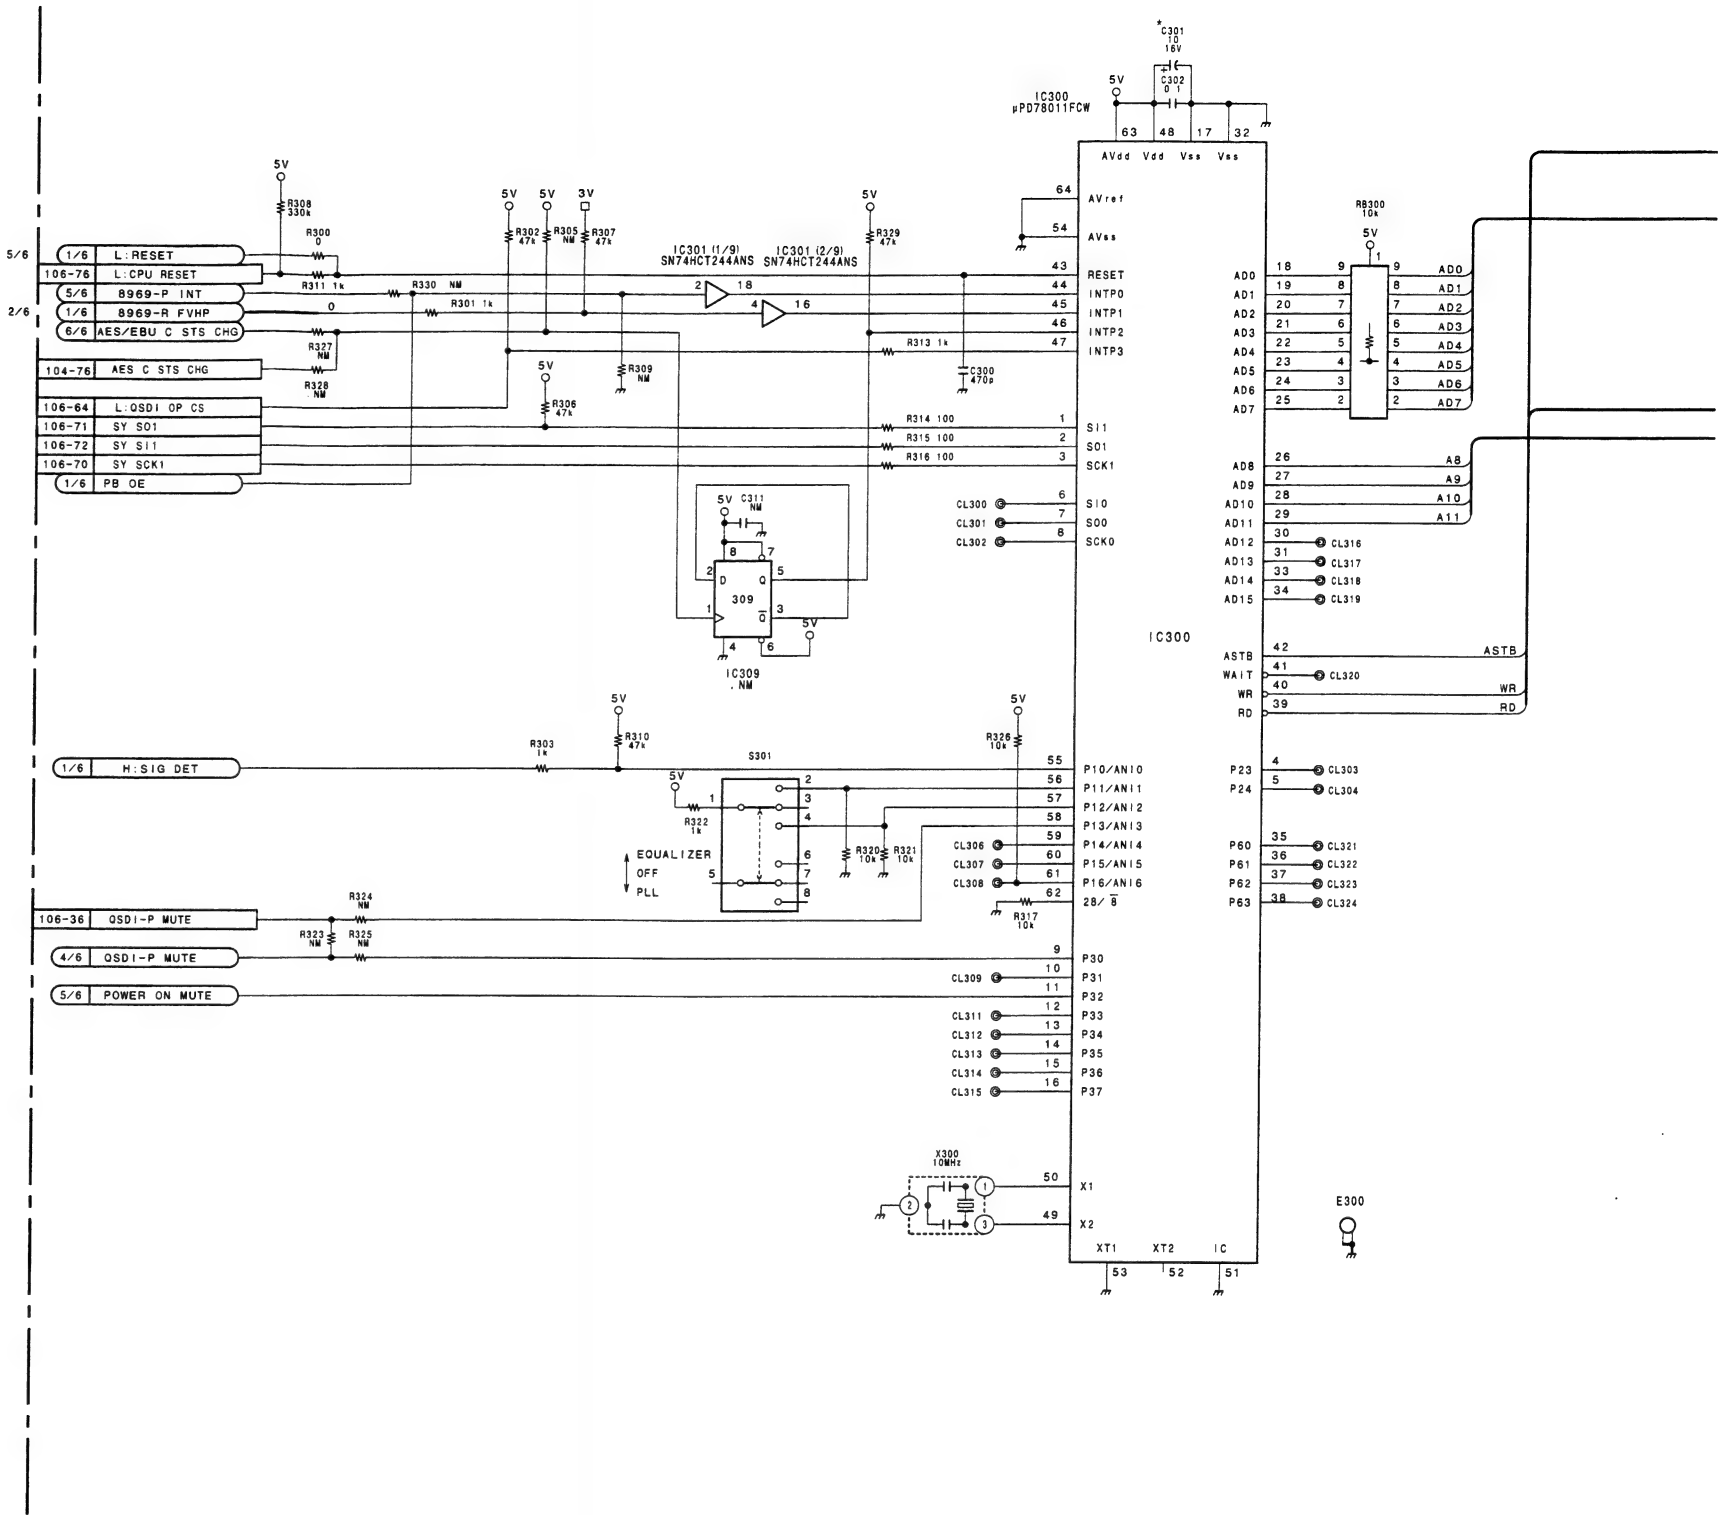 *
C301
10
16V
+
C302
0 1
5V
IC300
µPD78011FCW
63 48 17 32
AVdd Vdd Vss Vss
64 AVref
54 AVss
5V
R308
330k
R300
0
5V 5V 3V 5V
R302
47k
R305
NM
R307
47k
R329
47k
IC301 (1/9)
SN74HCT244ANS
IC301 (2/9)
SN74HCT244ANS
5/6
2/6
1/6 L:RESET
106-76 L:CPU RESET
5/6 8969-P INT
1/6 8969-R FVHP
6/6 AES/EBU C STS CHG
104-76 AES C STS CHG
106-64 L:QSDI OP CS
106-71 SY SO1
106-72 SY SI1
106-70 SY SCK1
1/6 PB OE
R311 1k
R330 NM
0
R301 1k
R327
NM
R328
. NM
2 18
4 16
R309
NM
R313 1k
C300
470p
5V
R306
47k
R314 100
R315 100
R316 100
43 RESET
44 INTP0
45 INTP1
46 INTP2
47 INTP3
1 SI1
2 SO1
3 SCK1
CL300 6 SI0
CL301 7 SO0
CL302 8 SCK0
5V
C311
NM
8 7
2 D Q 5
309
1 Q 3
4 6
5V
IC309
. NM
RB300
10k
5V
1
AD0 18 9 9 AD0
AD1 19 8 8 AD1
AD2 20 7 7 AD2
AD3 21 6 6 AD3
AD4 22 5 5 AD4
AD5 23 4 4 AD5
AD6 24 3 3 AD6
AD7 25 2 2 AD7
AD8 26 A8
AD9 27 A9
AD10 28 A10
AD11 29 A11
AD12 30 CL316
AD13 31 CL317
AD14 33 CL318
AD15 34 CL319
IC300
ASTB 42 ASTB
WAIT 41 CL320
WR 40 WR
RD 39 RD
1/6 H:SIG DET
R303
1k
5V
R310
47k
S301
5V
R322
1k
1 2
3
4
6
5 7
8
EQUALIZER
OFF
PLL
R320
10k
R321
10k
5V
R326
10k
55 P10/ANI0
56 P11/ANI1
57 P12/ANI2
58 P13/ANI3
CL306 59 P14/ANI4
CL307 60 P15/ANI5
CL308 61 P16/ANI6
62 28/ 8
R317
10k
P23 4 CL303
P24 5 CL304
P60 35 CL321
P61 36 CL322
P62 37 CL323
P63 38 CL324
106-36 QSDI-P MUTE
R324
NM
R323
NM
R325
NM
4/6 QSDI-P MUTE
5/6 POWER ON MUTE
9 P30
CL309 10 P31
11 P32
CL311 12 P33
CL312 13 P34
CL313 14 P35
CL314 15 P36
CL315 16 P37
X300
10MHz
1
2
3
50 X1
49 X2
XT1 XT2 IC
53 52 51
E300